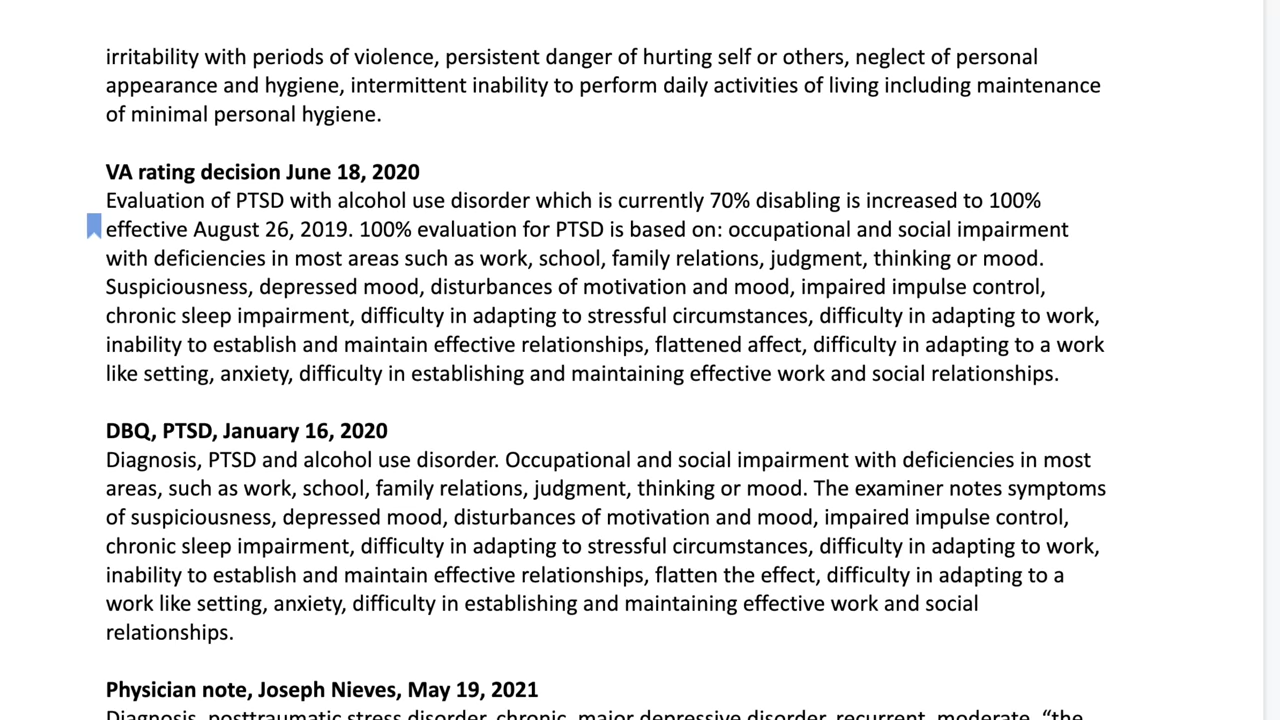 irritability with periods of violence, persistent danger of hurting self or others, neglect of personal
appearance and hygiene, intermittent inability to perform daily activities of living including maintenance
of minimal personal hygiene.
VA rating decision June 18, 2020
Evaluation of PTSD with alcohol use disorder which is currently 70% disabling is increased to 100%
effective August 26, 2019. 100% evaluation for PTSD is based on: occupational and social impairment
with deficiencies in most areas such as work, school, family relations, judgment, thinking or mood.
Suspiciousness, depressed mood, disturbances of motivation and mood, impaired impulse control,
chronic sleep impairment, difficulty in adapting to stressful circumstances, difficulty in adapting to work,
inability to establish and maintain effective relationships, flattened affect, difficulty in adapting to a work
like setting, anxiety, difficulty in establishing and maintaining effective work and social relationships.
DBQ, PTSD, January 16, 2020
Diagnosis, PTSD and alcohol use disorder. Occupational and social impairment with deficiencies in most
areas, such as work, school, family relations, judgment, thinking or mood. The examiner notes symptoms
of suspiciousness, depressed mood, disturbances of motivation and mood, impaired impulse control,
chronic sleep impairment, difficulty in adapting to stressful circumstances, difficulty in adapting to work,
inability to establish and maintain effective relationships, flatten the effect, difficulty in adapting to a
work like setting, anxiety, difficulty in establishing and maintaining effective work and social
relationships.
Physician note, Joseph Nieves, May 19, 2021
Diagnosis, posttraumatic stress disorder, chronic, major depressive disorder, recurrent, moderate, “the